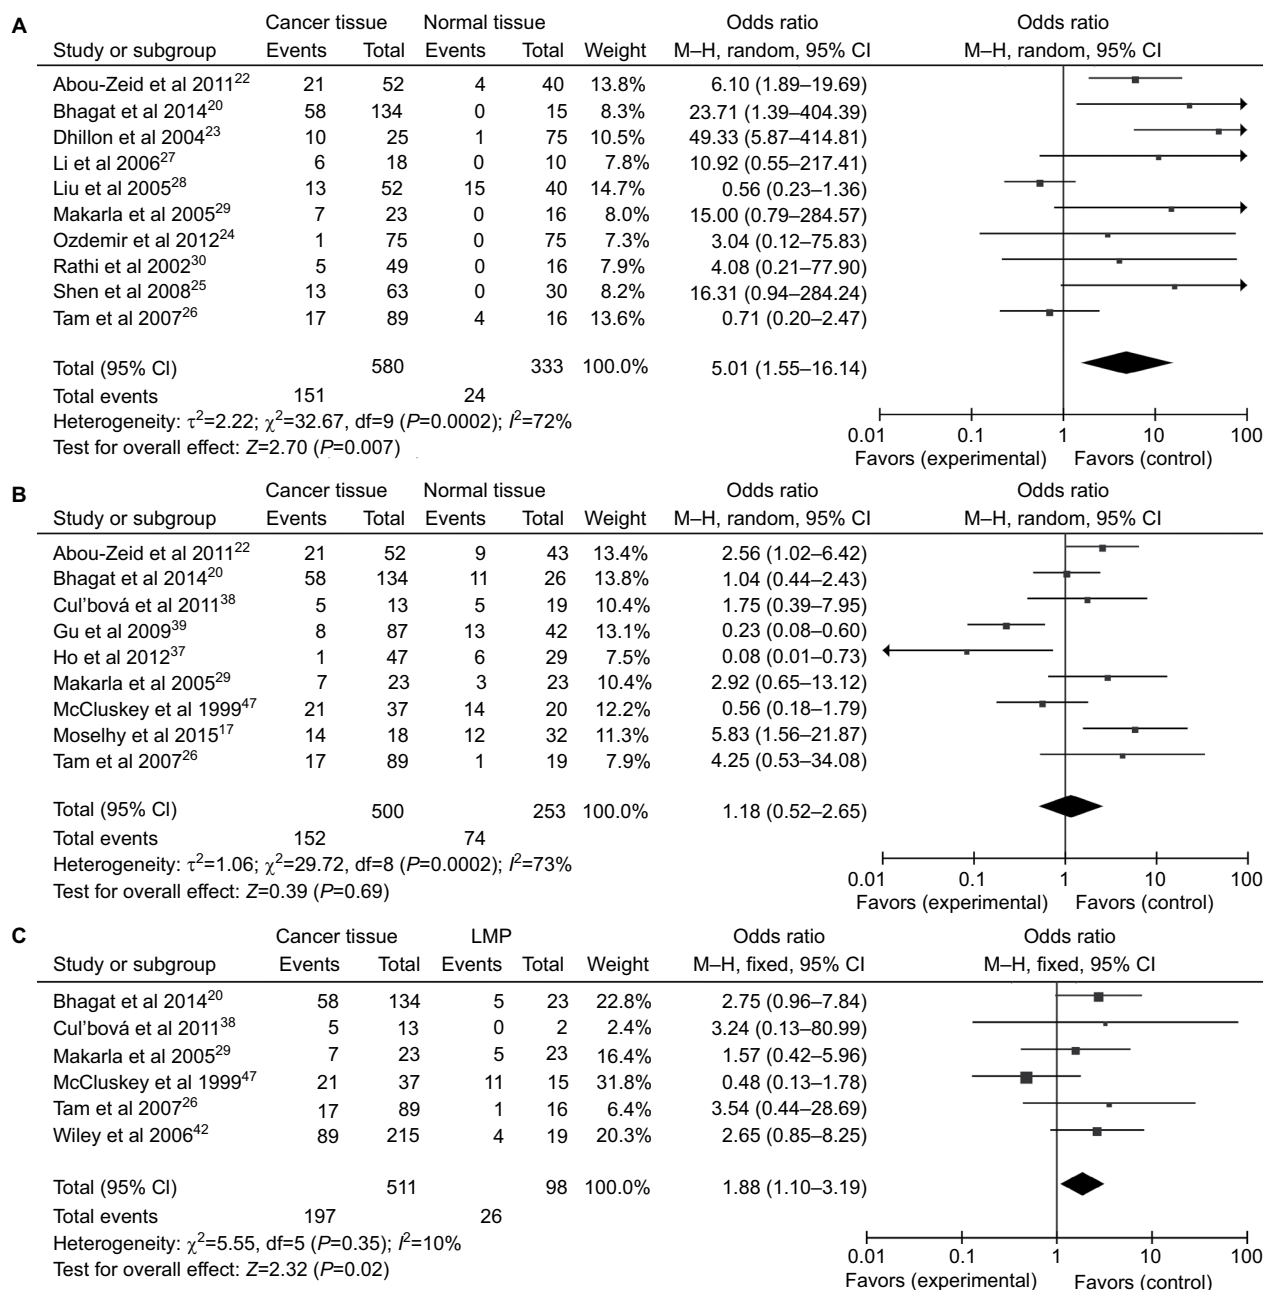 A Cancer tissue Normal tissue Odds ratio Odds ratio
Study or subgroup Events Total Events Total Weight M–H, random, 95% CI M–H, random, 95% CI
Abou-Zeid et al 2011²² 21 52 4 40 13.8% 6.10 (1.89–19.69)
Bhagat et al 2014²⁰ 58 134 0 15 8.3% 23.71 (1.39–404.39)
Dhillon et al 2004²³ 10 25 1 75 10.5% 49.33 (5.87–414.81)
Li et al 2006²⁷ 6 18 0 10 7.8% 10.92 (0.55–217.41)
Liu et al 2005²⁸ 13 52 15 40 14.7% 0.56 (0.23–1.36)
Makarla et al 2005²⁹ 7 23 0 16 8.0% 15.00 (0.79–284.57)
Ozdemir et al 2012²⁴ 1 75 0 75 7.3% 3.04 (0.12–75.83)
Rathi et al 2002³⁰ 5 49 0 16 7.9% 4.08 (0.21–77.90)
Shen et al 2008²⁵ 13 63 0 30 8.2% 16.31 (0.94–284.24)
Tam et al 2007²⁶ 17 89 4 16 13.6% 0.71 (0.20–2.47)
Total (95% CI) 580 333 100.0% 5.01 (1.55–16.14)
Total events 151 24
Heterogeneity: τ²=2.22; χ²=32.67, df=9 (P=0.0002); I²=72%
Test for overall effect: Z=2.70 (P=0.007)
0.01 0.1 1 10 100
Favors (experimental) Favors (control)
B Cancer tissue Normal tissue Odds ratio Odds ratio
Study or subgroup Events Total Events Total Weight M–H, random, 95% CI M–H, random, 95% CI
Abou-Zeid et al 2011²² 21 52 9 43 13.4% 2.56 (1.02–6.42)
Bhagat et al 2014²⁰ 58 134 11 26 13.8% 1.04 (0.44–2.43)
Cul'bová et al 2011³⁸ 5 13 5 19 10.4% 1.75 (0.39–7.95)
Gu et al 2009³⁹ 8 87 13 42 13.1% 0.23 (0.08–0.60)
Ho et al 2012³⁷ 1 47 6 29 7.5% 0.08 (0.01–0.73)
Makarla et al 2005²⁹ 7 23 3 23 10.4% 2.92 (0.65–13.12)
McCluskey et al 1999⁴⁷ 21 37 14 20 12.2% 0.56 (0.18–1.79)
Moselhy et al 2015¹⁷ 14 18 12 32 11.3% 5.83 (1.56–21.87)
Tam et al 2007²⁶ 17 89 1 19 7.9% 4.25 (0.53–34.08)
Total (95% CI) 500 253 100.0% 1.18 (0.52–2.65)
Total events 152 74
Heterogeneity: τ²=1.06; χ²=29.72, df=8 (P=0.0002); I²=73%
Test for overall effect: Z=0.39 (P=0.69)
0.01 0.1 1 10 100
Favors (experimental) Favors (control)
C Cancer tissue LMP Odds ratio Odds ratio
Study or subgroup Events Total Events Total Weight M–H, fixed, 95% CI M–H, fixed, 95% CI
Bhagat et al 2014²⁰ 58 134 5 23 22.8% 2.75 (0.96–7.84)
Cul'bová et al 2011³⁸ 5 13 0 2 2.4% 3.24 (0.13–80.99)
Makarla et al 2005²⁹ 7 23 5 23 16.4% 1.57 (0.42–5.96)
McCluskey et al 1999⁴⁷ 21 37 11 15 31.8% 0.48 (0.13–1.78)
Tam et al 2007²⁶ 17 89 1 16 6.4% 3.54 (0.44–28.69)
Wiley et al 2006⁴² 89 215 4 19 20.3% 2.65 (0.85–8.25)
Total (95% CI) 511 98 100.0% 1.88 (1.10–3.19)
Total events 197 26
Heterogeneity: χ²=5.55, df=5 (P=0.35); I²=10%
Test for overall effect: Z=2.32 (P=0.02)
0.01 0.1 1 10 100
Favors (experimental) Favors (control)